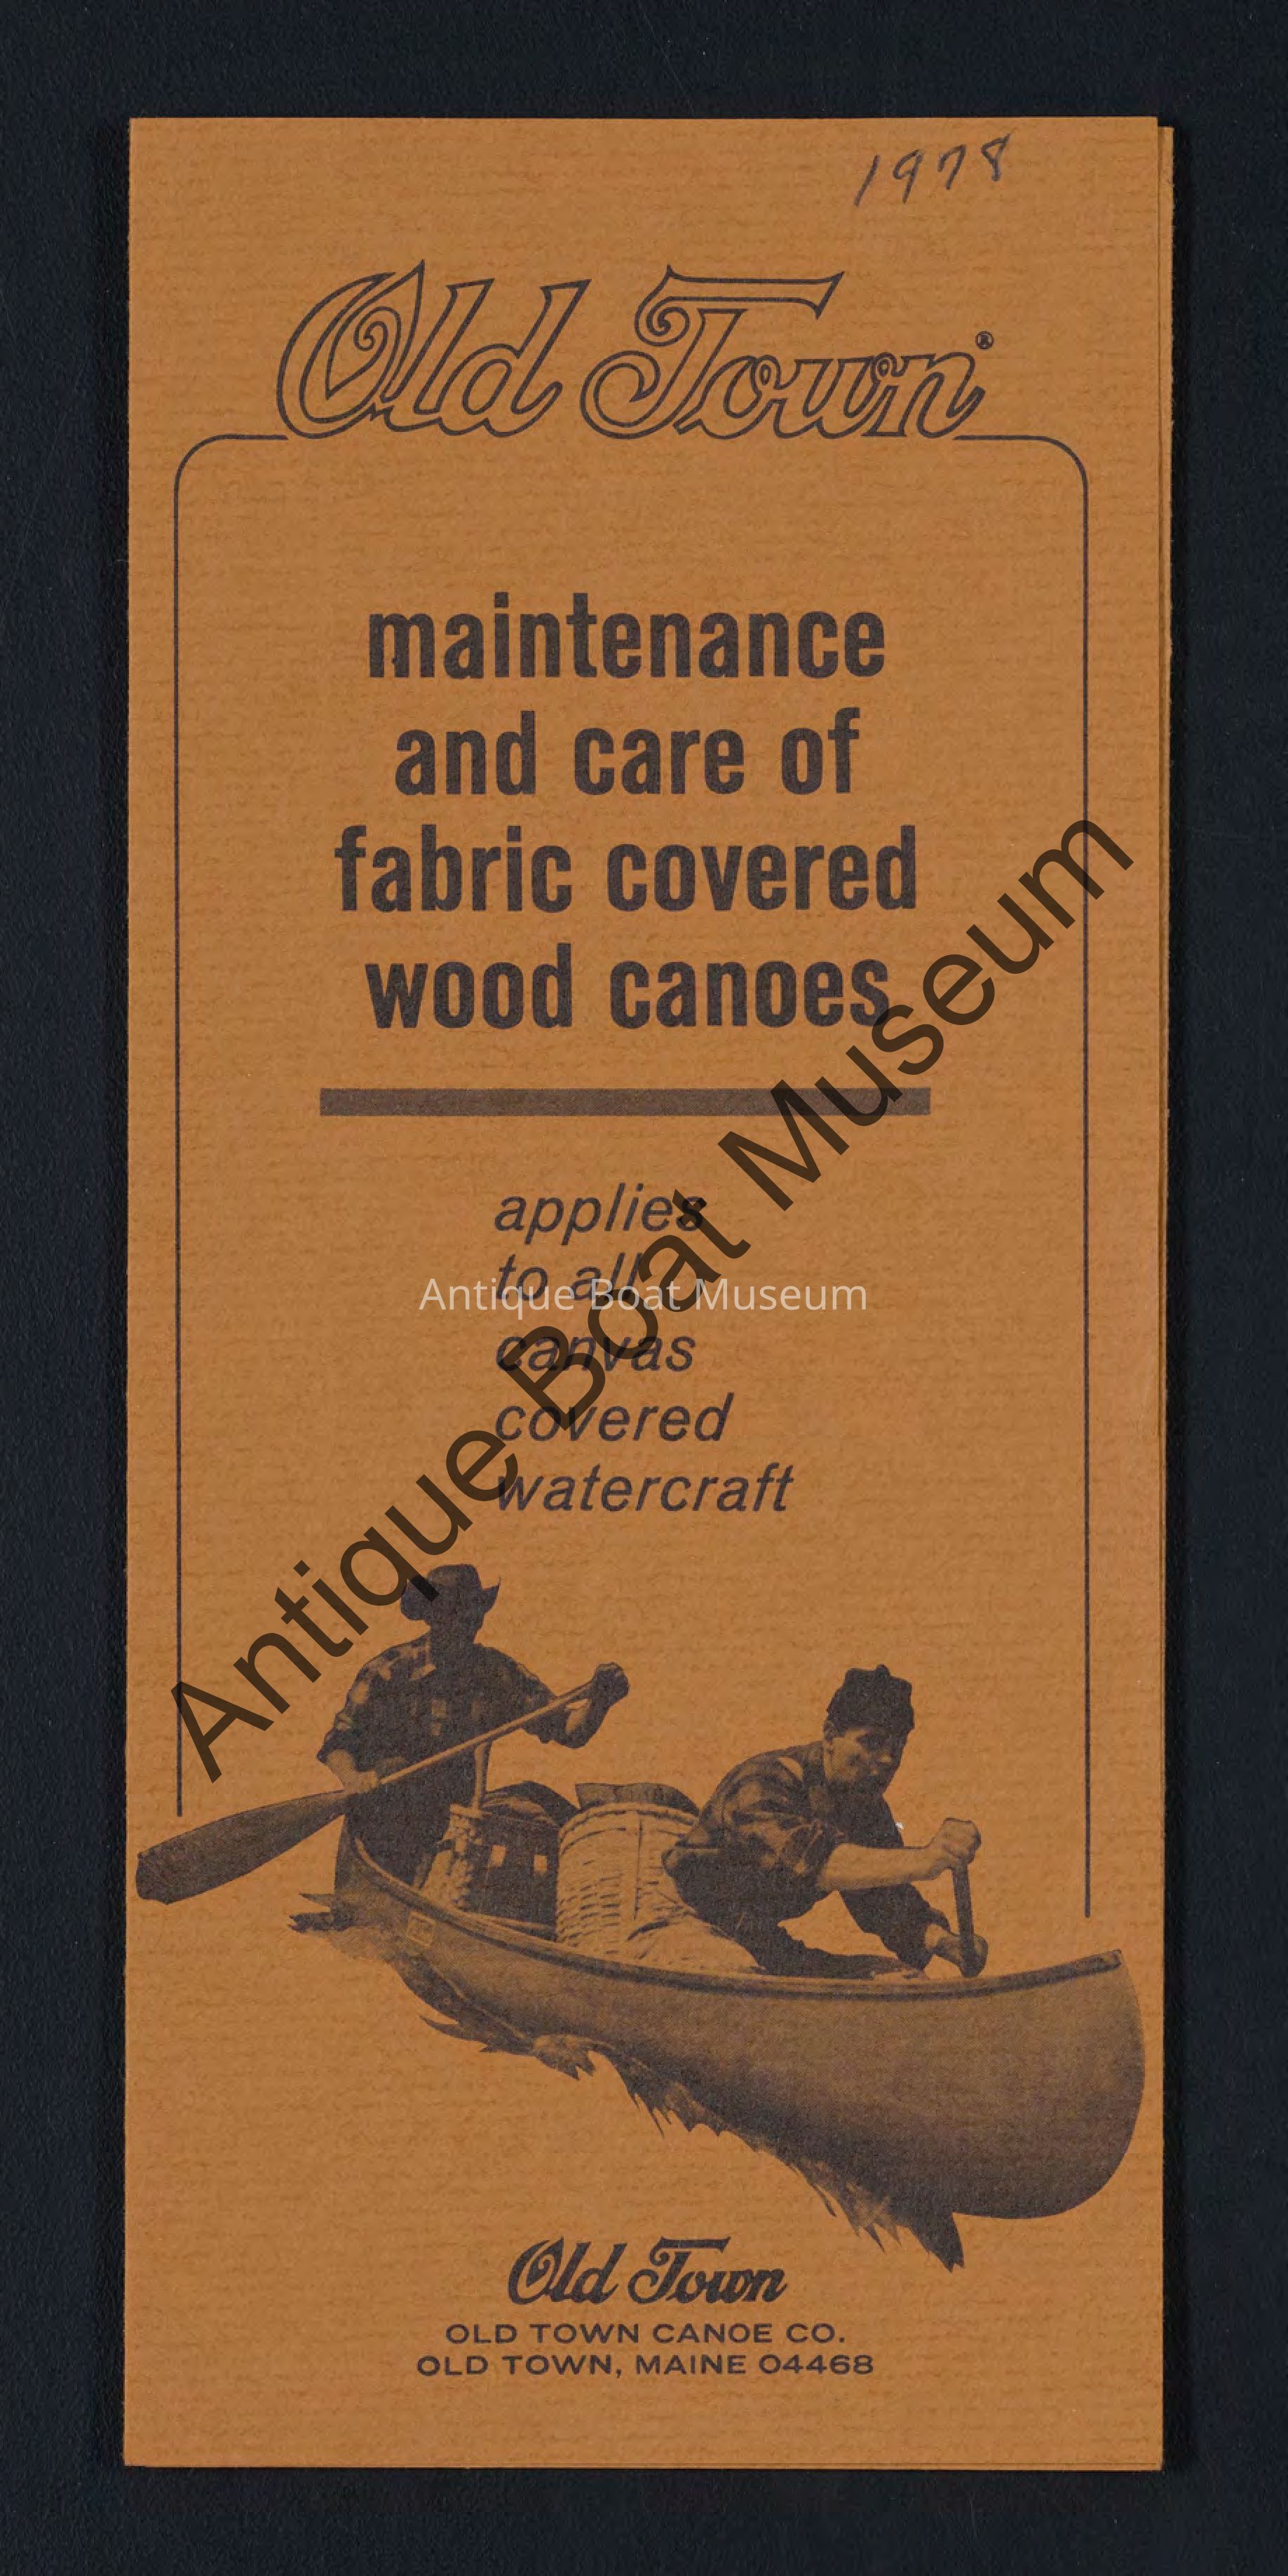 1978
Old Town®
maintenance
and care of
fabric covered
wood canoes
applies
to all
canvas
covered
watercraft
Antique Boat Museum
Antique Boat Museum
Old Town
OLD TOWN CANOE CO.
OLD TOWN, MAINE 04468